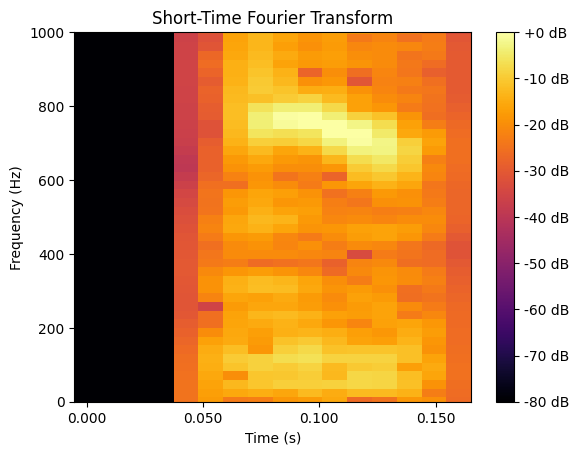 Short-Time Fourier Transform
Frequency (Hz)
1000
800
600
400
200
0
0.000
0.050
0.100
0.150
Time (s)
+0 dB
-10 dB
-20 dB
-30 dB
-40 dB
-50 dB
-60 dB
-70 dB
-80 dB